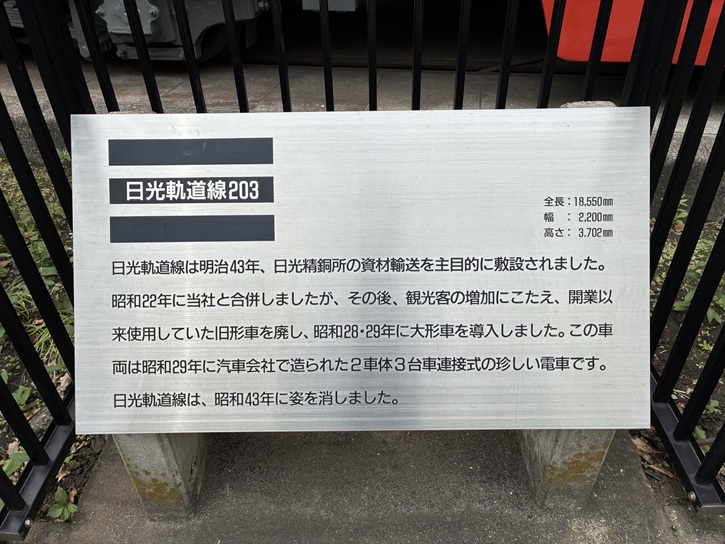 日光軌道線203
全長：18,550㎜
幅　：　2,200㎜
高さ：　3,702㎜
日光軌道線は明治43年、日光精銅所の資材輸送を主目的に敷設されました。
昭和22年に当社と合併しましたが、その後、観光客の増加にこたえ、開業以
来使用していた旧形車を廃し、昭和28・29年に大形車を導入しました。この車
両は昭和29年に汽車会社で造られた2車体3台車連接式の珍しい電車です。
日光軌道線は、昭和43年に姿を消しました。